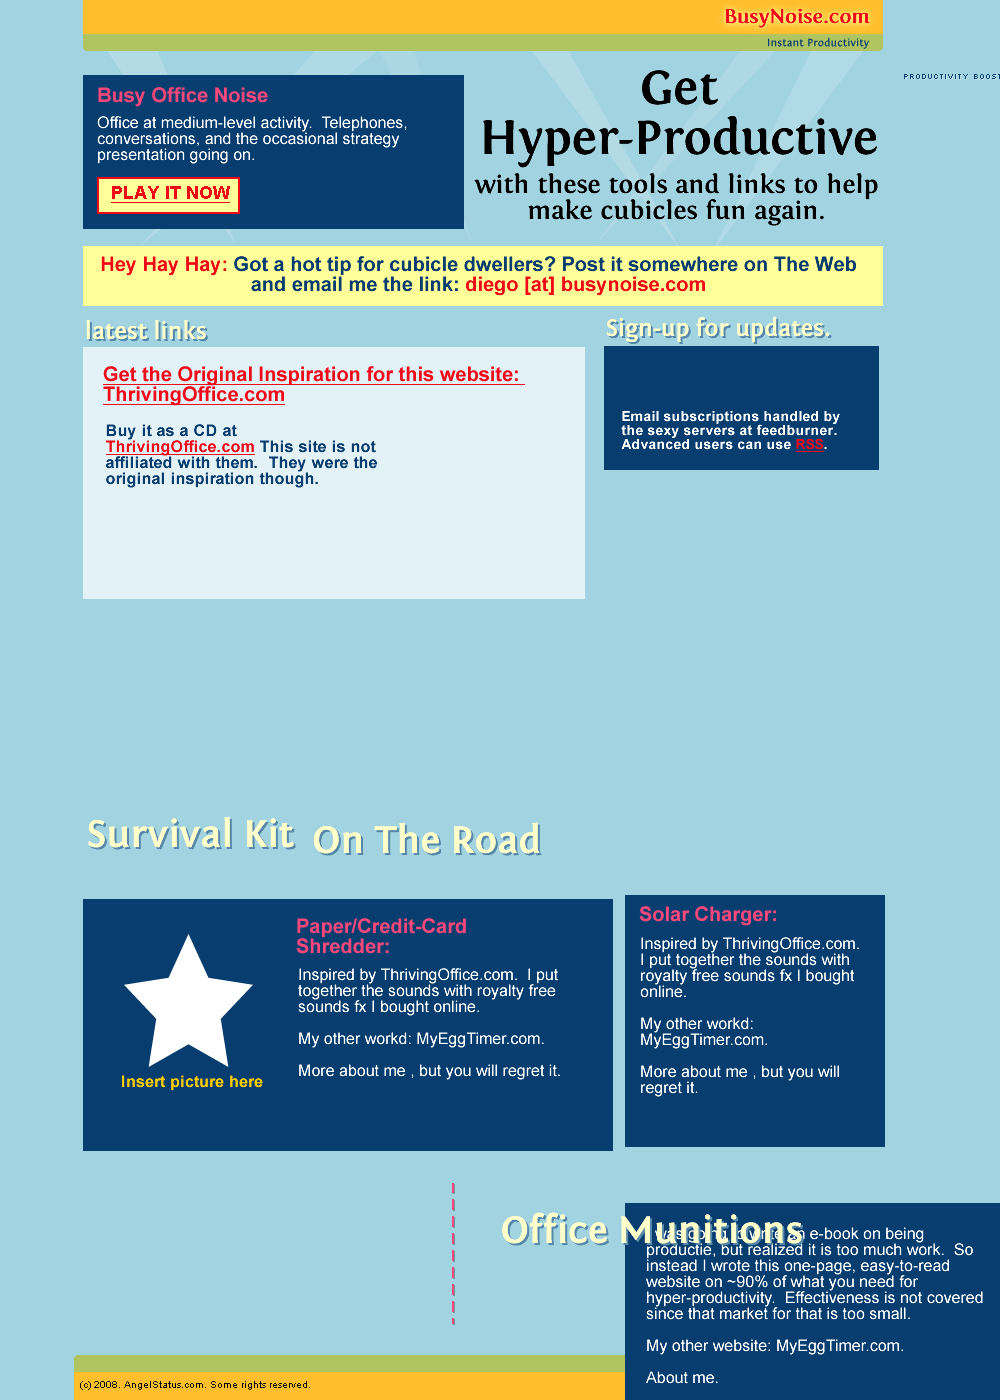 BusyNoise.com
Instant Productivity
PRODUCTIVITY BOOST
Busy Office Noise
Office at medium-level activity.  Telephones,
conversations, and the occasional strategy
presentation going on.
PLAY IT NOW
Get
Hyper-Productive
with these tools and links to help
make cubicles fun again.
Hey Hay Hay: Got a hot tip for cubicle dwellers? Post it somewhere on The Web
and email me the link: diego [at] busynoise.com
latest links
Get the Original Inspiration for this website:
ThrivingOffice.com
Buy it as a CD at
ThrivingOffice.com This site is not
affiliated with them.  They were the
original inspiration though.
Sign-up for updates.
Email subscriptions handled by
the sexy servers at feedburner.
Advanced users can use RSS.
Survival Kit
On The Road
Insert picture here
Paper/Credit-Card
Shredder:
Inspired by ThrivingOffice.com.  I put
together the sounds with royalty free
sounds fx I bought online.
My other workd: MyEggTimer.com.
More about me , but you will regret it.
Solar Charger:
Inspired by ThrivingOffice.com.
I put together the sounds with
royalty free sounds fx I bought
online.
My other workd:
MyEggTimer.com.
More about me , but you will
regret it.
Office Munitions
I was going to write an e-book on being
productie, but realized it is too much work.  So
instead I wrote this one-page, easy-to-read
website on ~90% of what you need for
hyper-productivity.  Effectiveness is not covered
since that market for that is too small.
My other website: MyEggTimer.com.
About me.
(c) 2008. AngelStatus.com. Some rights reserved.